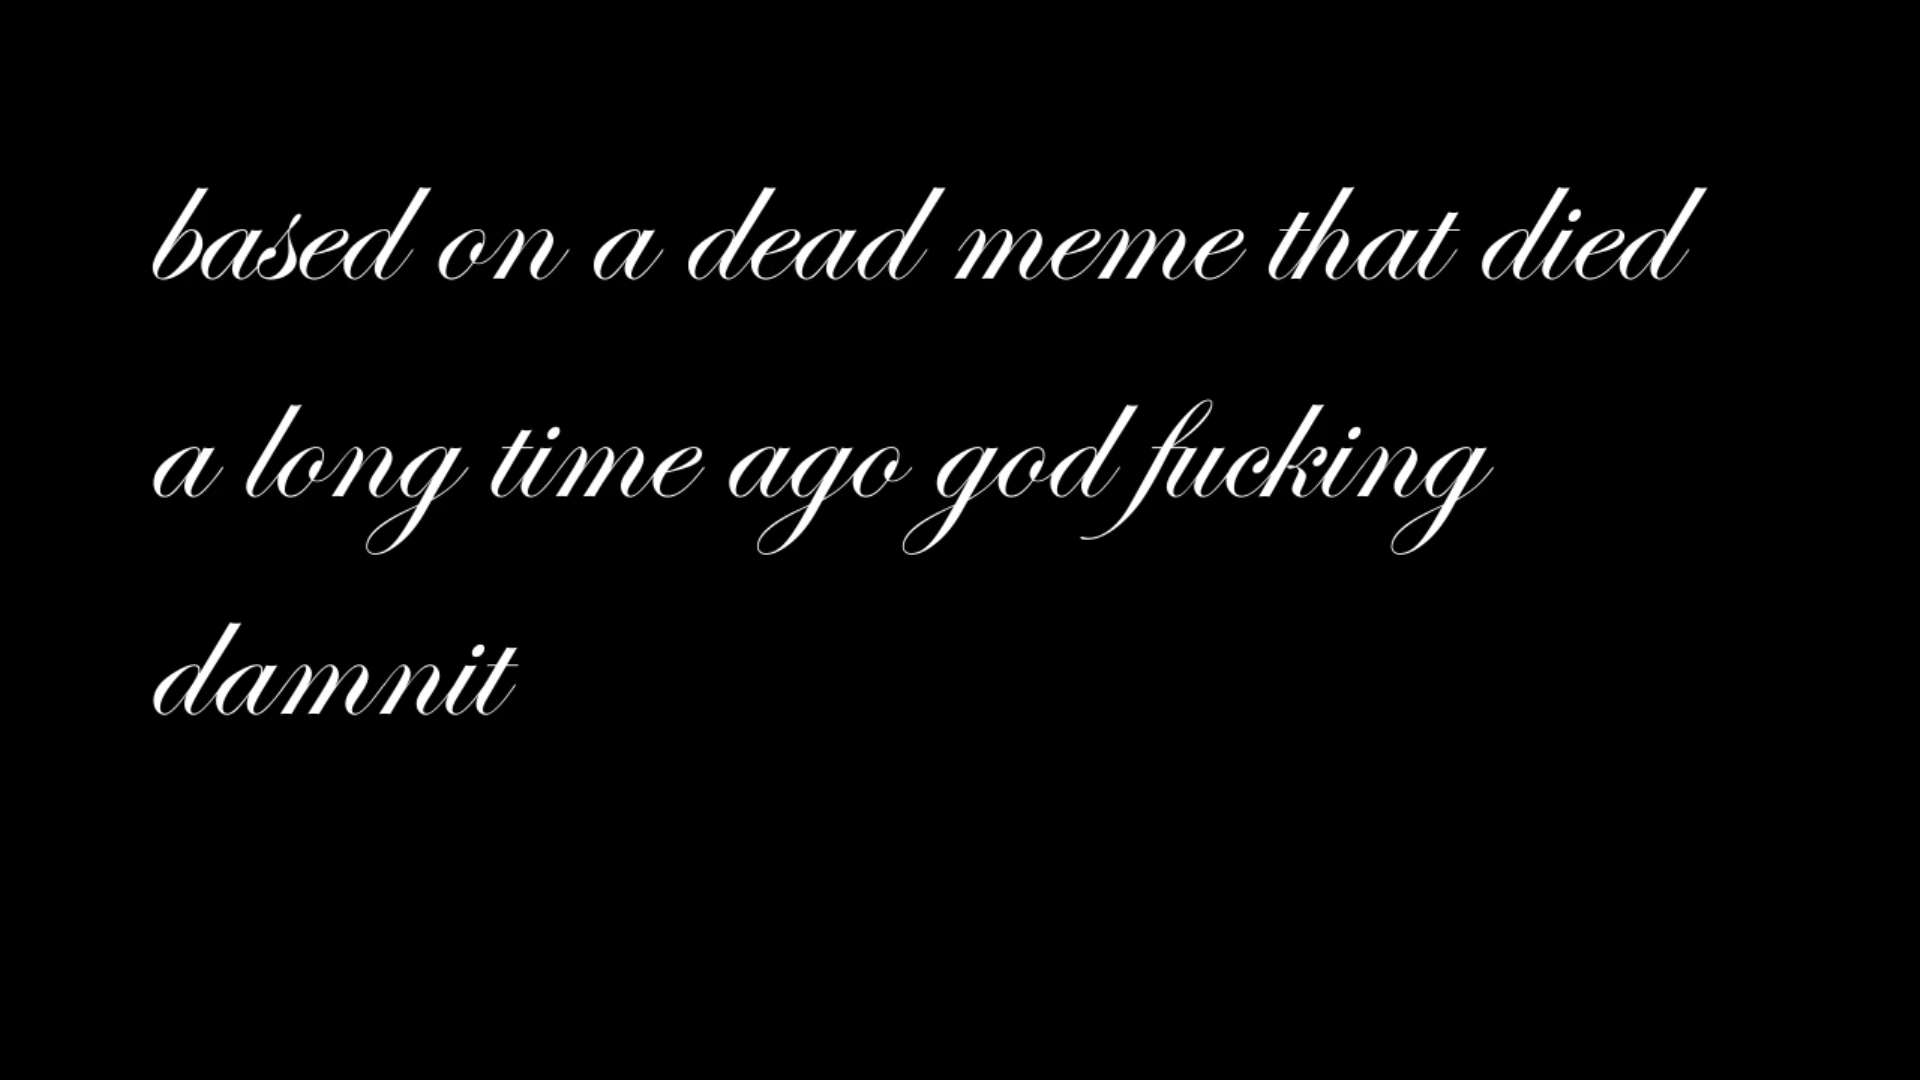 based on a dead meme that died
a long time ago god fucking
damnit